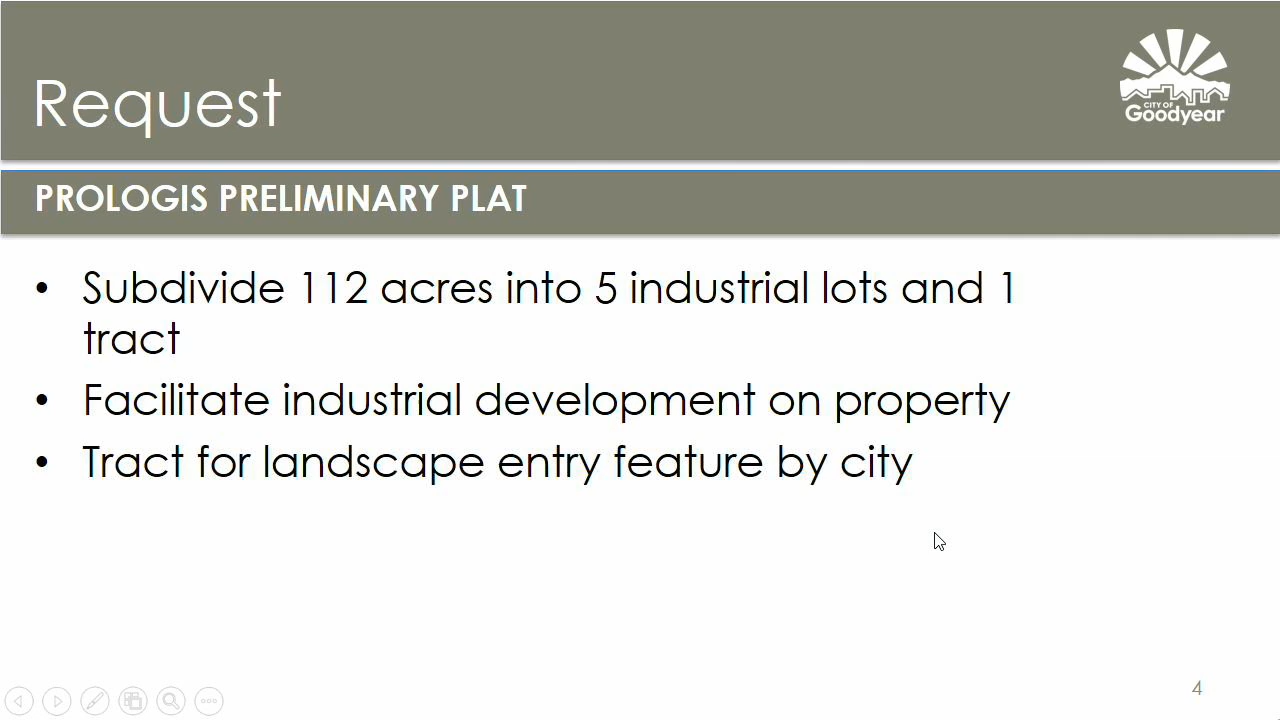 Request
CITY OF
Goodyear
PROLOGIS PRELIMINARY PLAT
• Subdivide 112 acres into 5 industrial lots and 1
tract
• Facilitate industrial development on property
• Tract for landscape entry feature by city
4